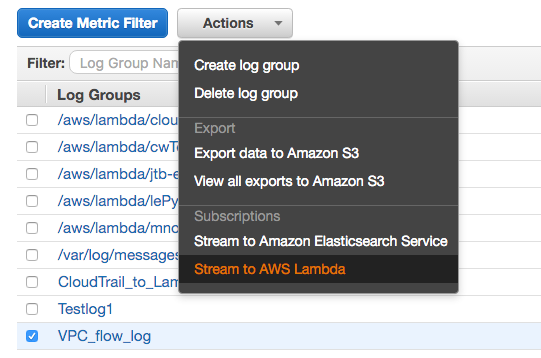 Create Metric Filter Actions
Filter: Log Group Nam
Create log group
Delete log group
Export
Export data to Amazon S3
View all exports to Amazon S3
Subscriptions
Stream to Amazon Elasticsearch Service
Stream to AWS Lambda
Log Groups
/aws/lambda/clou
/aws/lambda/cwTo
/aws/lambda/jtb-e
/aws/lambda/lePy
/aws/lambda/mno
/var/log/messages
CloudTrail_to_Lam
Testlog1
VPC_flow_log